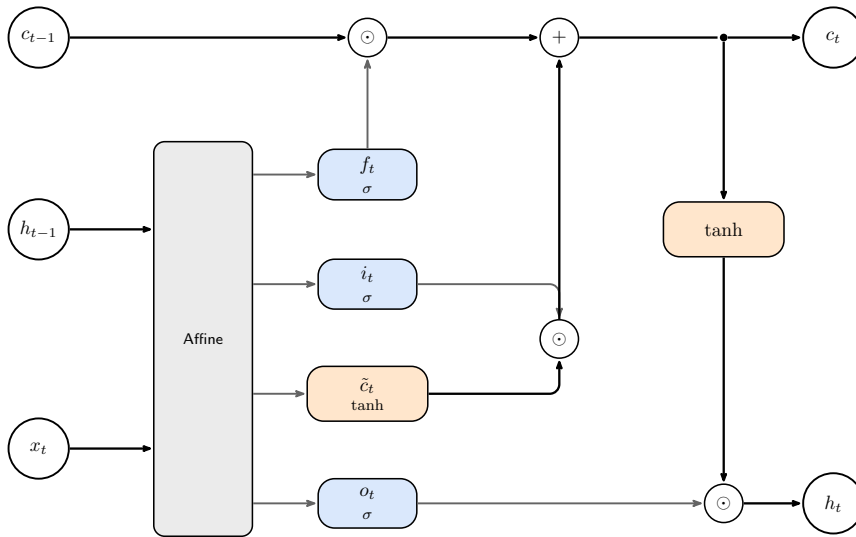 c_{t−1}
⊙
+
c_t
f_t
σ
h_{t−1}
tanh
i_t
σ
Affine
⊙
c̃_t
tanh
x_t
o_t
σ
⊙
h_t